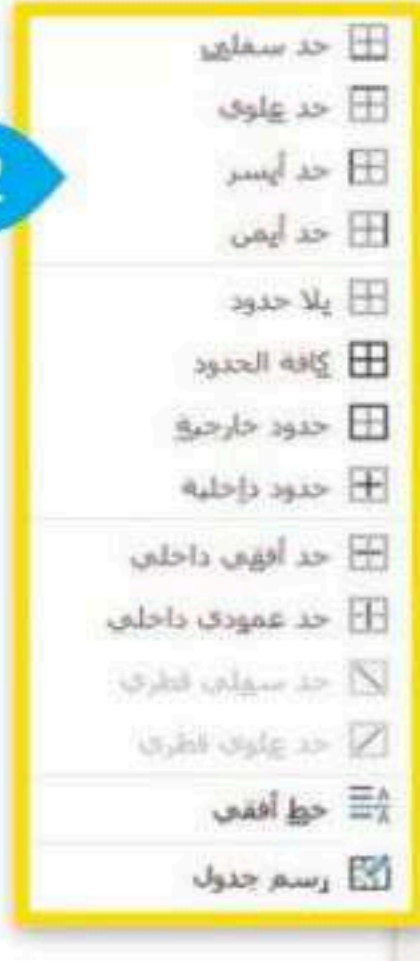 حد سفلي
حد علوي
حد أيسر
حد أيمن
بلا حدود
كافة الحدود
حدود خارجية
حدود داخلية
حد أفقي داخلي
حد عمودي داخلي
حد سفلي قطري
حد علوي قطري
خط أفقي
رسم جدول